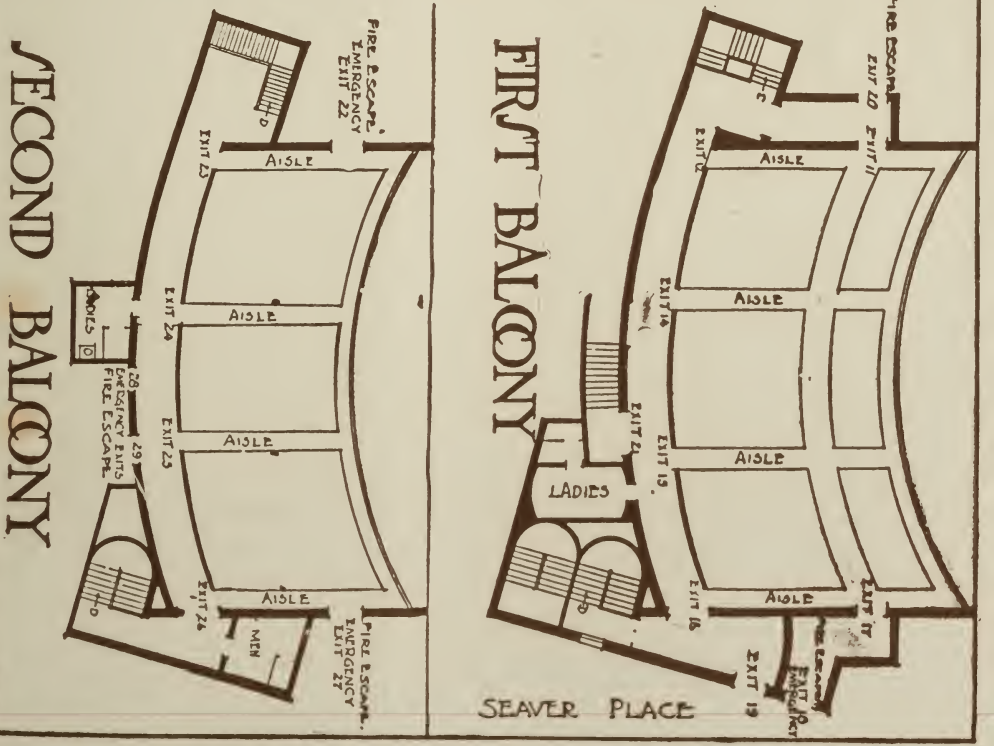 SECOND BALCONY
FIRE ESCAPE
EMERGENCY
EXIT 22
D
EXIT 23
AISLE
EXIT 24
AISLE
LADIES
28
29
EMERGENCY EXITS
FIRE ESCAPE
AISLE
EXIT 25
D
EXIT 26
AISLE
MEN
FIRE ESCAPE.
EMERGENCY
EXIT 27
FIRST BALCONY
FIRE ESCAPE
EXIT 20
EXIT 11
EXIT 12
AISLE
EXIT 14
AISLE
EXIT 21
EXIT 15
AISLE
LADIES
D
EXIT 18
AISLE
EXIT 17
FIRE ESCAPE
EMERGENCY
EXIT
EXIT 19
SEAVER PLACE